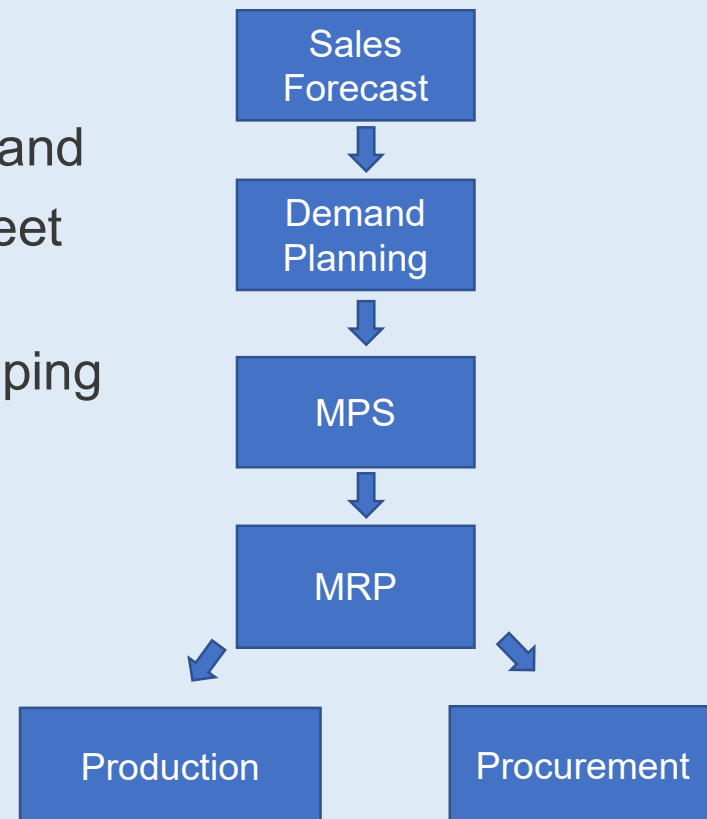 and
eet
ping
Sales
Forecast
Demand
Planning
MPS
MRP
Production
Procurement